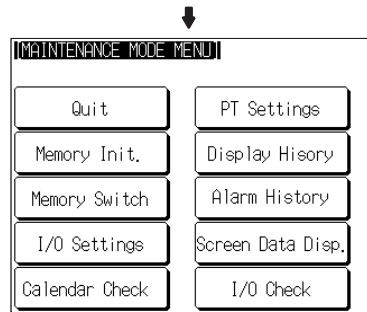 [MAINTENANCE MODE MENU]
Quit
PT Settings
Memory Init.
Display Hisory
Memory Switch
Alarm History
I/O Settings
Screen Data Disp.
Calendar Check
I/O Check